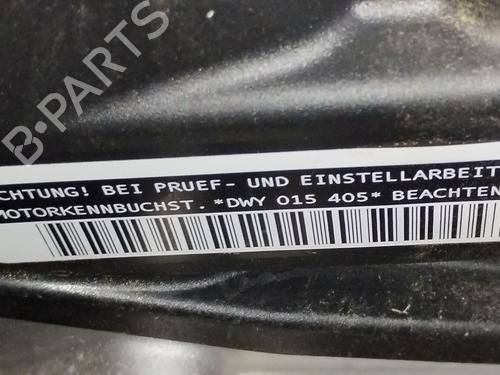 B-PARTS
CHTUNG! BEI PRUEF- UND EINSTELLARBEIT
MOTORKENNBUCHST. *DWY 015 405* BEACHTEN